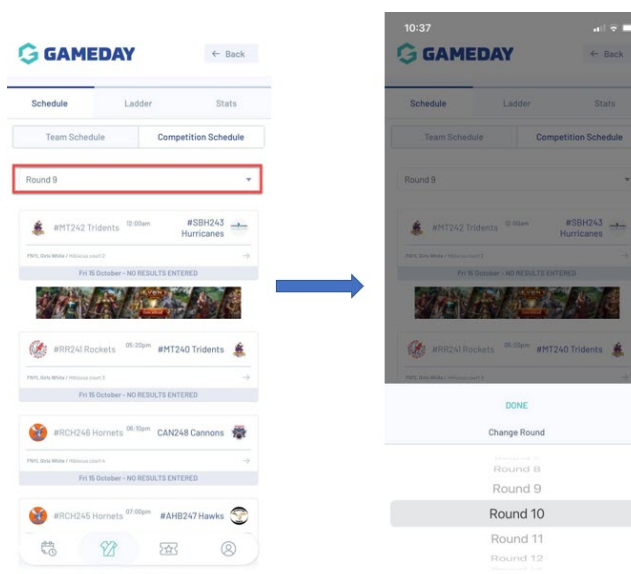 GAMEDAY
← Back
Schedule Ladder Stats
Team Schedule Competition Schedule
Round 9
#MT242 Tridents 12:00am #SBH243 Hurricanes
Fri 15 October - NO RESULTS ENTERED
#RR241 Rockets 05:20pm #MT240 Tridents
Fri 15 October - NO RESULTS ENTERED
#RCH246 Hornets 06:10pm CAN248 Cannons
Fri 15 October - NO RESULTS ENTERED
#RCH245 Hornets 07:00pm #AHB247 Hawks
10:37
GAMEDAY
← Back
Schedule Ladder Stats
Team Schedule Competition Schedule
Round 9
#MT242 Tridents 12:00am #SBH243 Hurricanes
Fri 15 October - NO RESULTS ENTERED
#RR241 Rockets 05:20pm #MT240 Tridents
DONE
Change Round
Round 8
Round 9
Round 10
Round 11
Round 12